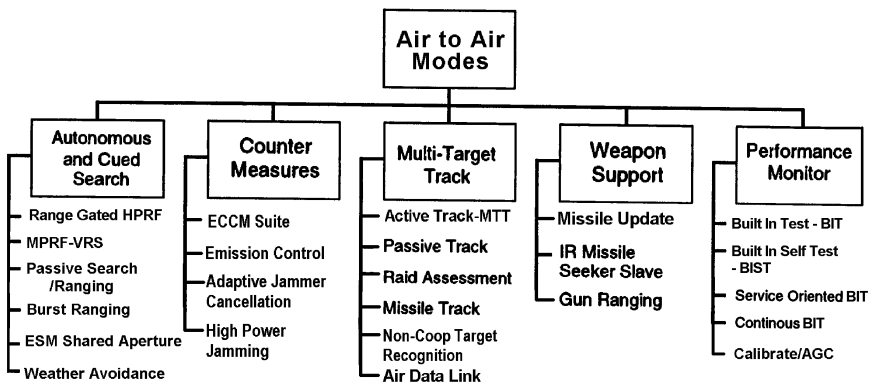 Air to Air
Modes
Autonomous
and Cued
Search
Range Gated HPRF
MPRF-VRS
Passive Search
/Ranging
Burst Ranging
ESM Shared Aperture
Weather Avoidance
Counter
Measures
ECCM Suite
Emission Control
Adaptive Jammer
Cancellation
High Power
Jamming
Multi-Target
Track
Active Track-MTT
Passive Track
Raid Assessment
Missile Track
Non-Coop Target
Recognition
Air Data Link
Weapon
Support
Missile Update
IR Missile
Seeker Slave
Gun Ranging
Performance
Monitor
Built In Test - BIT
Built In Self Test
- BIST
Service Oriented BIT
Continous BIT
Calibrate/AGC